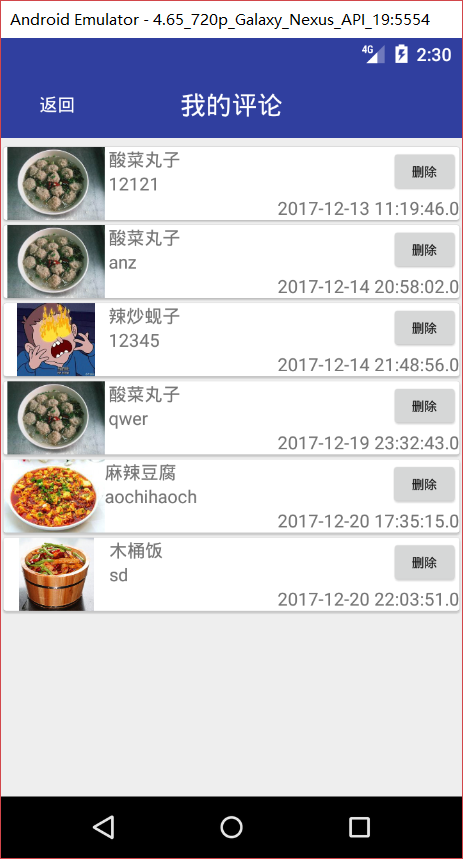 Android Emulator - 4.65_720p_Galaxy_Nexus_API_19:5554
4G 2:30
返回 我的评论
酸菜丸子
12121
删除
2017-12-13 11:19:46.0
酸菜丸子
anz
删除
2017-12-14 20:58:02.0
辣炒蚬子
12345
删除
2017-12-14 21:48:56.0
酸菜丸子
qwer
删除
2017-12-19 23:32:43.0
麻辣豆腐
aochihaoch
删除
2017-12-20 17:35:15.0
木桶饭
sd
删除
2017-12-20 22:03:51.0